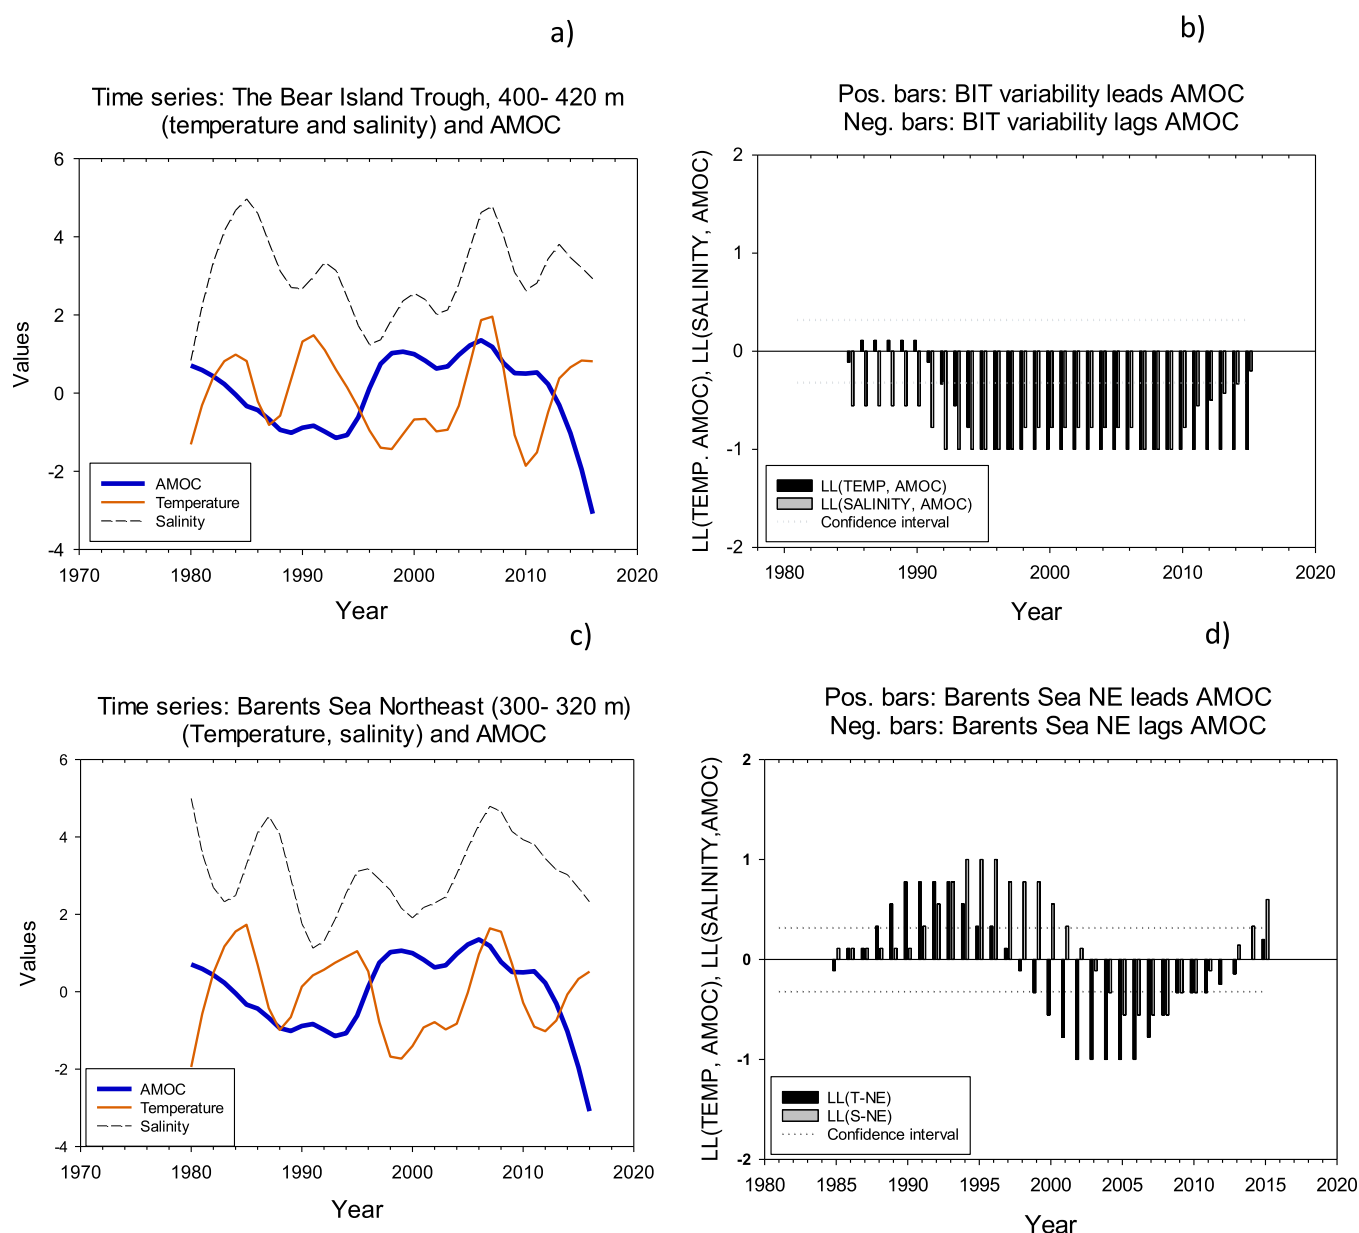 a)
Time series: The Bear Island Trough, 400- 420 m
(temperature and salinity) and AMOC
Values
6
4
2
0
-2
-4
AMOC
Temperature
Salinity
1970 1980 1990 2000 2010 2020
Year
b)
Pos. bars: BIT variability leads AMOC
Neg. bars: BIT variability lags AMOC
LL(TEMP. AMOC), LL(SALINITY, AMOC)
2
1
0
-1
-2
LL(TEMP, AMOC)
LL(SALINITY, AMOC)
Confidence interval
1980 1990 2000 2010 2020
Year
c)
Time series: Barents Sea Northeast (300- 320 m)
(Temperature, salinity) and AMOC
Values
6
4
2
0
-2
-4
AMOC
Temperature
Salinity
1970 1980 1990 2000 2010 2020
Year
d)
Pos. bars: Barents Sea NE leads AMOC
Neg. bars: Barents Sea NE lags AMOC
LL(TEMP, AMOC), LL(SALINITY,AMOC)
2
1
0
-1
-2
LL(T-NE)
LL(S-NE)
Confidence interval
1980 1985 1990 1995 2000 2005 2010 2015 2020
Year